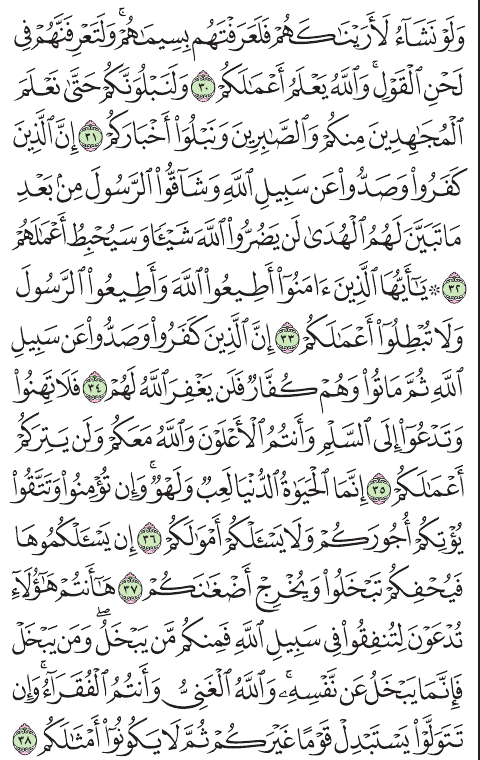 وَلَوْ نَشَآءُ لَأَرَيْنَٰكَهُمْ فَلَعَرَفْتَهُم بِسِيمَٰهُمْ ۚ وَلَتَعْرِفَنَّهُمْ فِى
لَحْنِ ٱلْقَوْلِ ۚ وَٱللَّهُ يَعْلَمُ أَعْمَٰلَكُمْ ٣٠ وَلَنَبْلُوَنَّكُمْ حَتَّىٰ نَعْلَمَ
ٱلْمُجَٰهِدِينَ مِنكُمْ وَٱلصَّٰبِرِينَ وَنَبْلُوَا۟ أَخْبَارَكُمْ ٣١ إِنَّ ٱلَّذِينَ
كَفَرُوا۟ وَصَدُّوا۟ عَن سَبِيلِ ٱللَّهِ وَشَآقُّوا۟ ٱلرَّسُولَ مِنۢ بَعْدِ
مَا تَبَيَّنَ لَهُمُ ٱلْهُدَىٰ لَن يَضُرُّوا۟ ٱللَّهَ شَيْـًٔا وَسَيُحْبِطُ أَعْمَٰلَهُمْ
٣٢ ۞ يَٰٓأَيُّهَا ٱلَّذِينَ ءَامَنُوٓا۟ أَطِيعُوا۟ ٱللَّهَ وَأَطِيعُوا۟ ٱلرَّسُولَ
وَلَا تُبْطِلُوٓا۟ أَعْمَٰلَكُمْ ٣٣ إِنَّ ٱلَّذِينَ كَفَرُوا۟ وَصَدُّوا۟ عَن سَبِيلِ
ٱللَّهِ ثُمَّ مَاتُوا۟ وَهُمْ كُفَّارٌ فَلَن يَغْفِرَ ٱللَّهُ لَهُمْ ٣٤ فَلَا تَهِنُوا۟
وَتَدْعُوٓا۟ إِلَى ٱلسَّلْمِ وَأَنتُمُ ٱلْأَعْلَوْنَ وَٱللَّهُ مَعَكُمْ وَلَن يَتِرَكُمْ
أَعْمَٰلَكُمْ ٣٥ إِنَّمَا ٱلْحَيَوٰةُ ٱلدُّنْيَا لَعِبٌ وَلَهْوٌ ۚ وَإِن تُؤْمِنُوا۟ وَتَتَّقُوا۟
يُؤْتِكُمْ أُجُورَكُمْ وَلَا يَسْـَٔلْكُمْ أَمْوَٰلَكُمْ ٣٦ إِن يَسْـَٔلْكُمُوهَا
فَيُحْفِكُمْ تَبْخَلُوا۟ وَيُخْرِجْ أَضْغَٰنَكُمْ ٣٧ هَٰٓأَنتُمْ هَٰٓؤُلَآءِ
تُدْعَوْنَ لِتُنفِقُوا۟ فِى سَبِيلِ ٱللَّهِ فَمِنكُم مَّن يَبْخَلُ ۖ وَمَن يَبْخَلْ
فَإِنَّمَا يَبْخَلُ عَن نَّفْسِهِۦ ۚ وَٱللَّهُ ٱلْغَنِىُّ وَأَنتُمُ ٱلْفُقَرَآءُ ۚ وَإِن
تَتَوَلَّوْا۟ يَسْتَبْدِلْ قَوْمًا غَيْرَكُمْ ثُمَّ لَا يَكُونُوٓا۟ أَمْثَٰلَكُم ٣٨